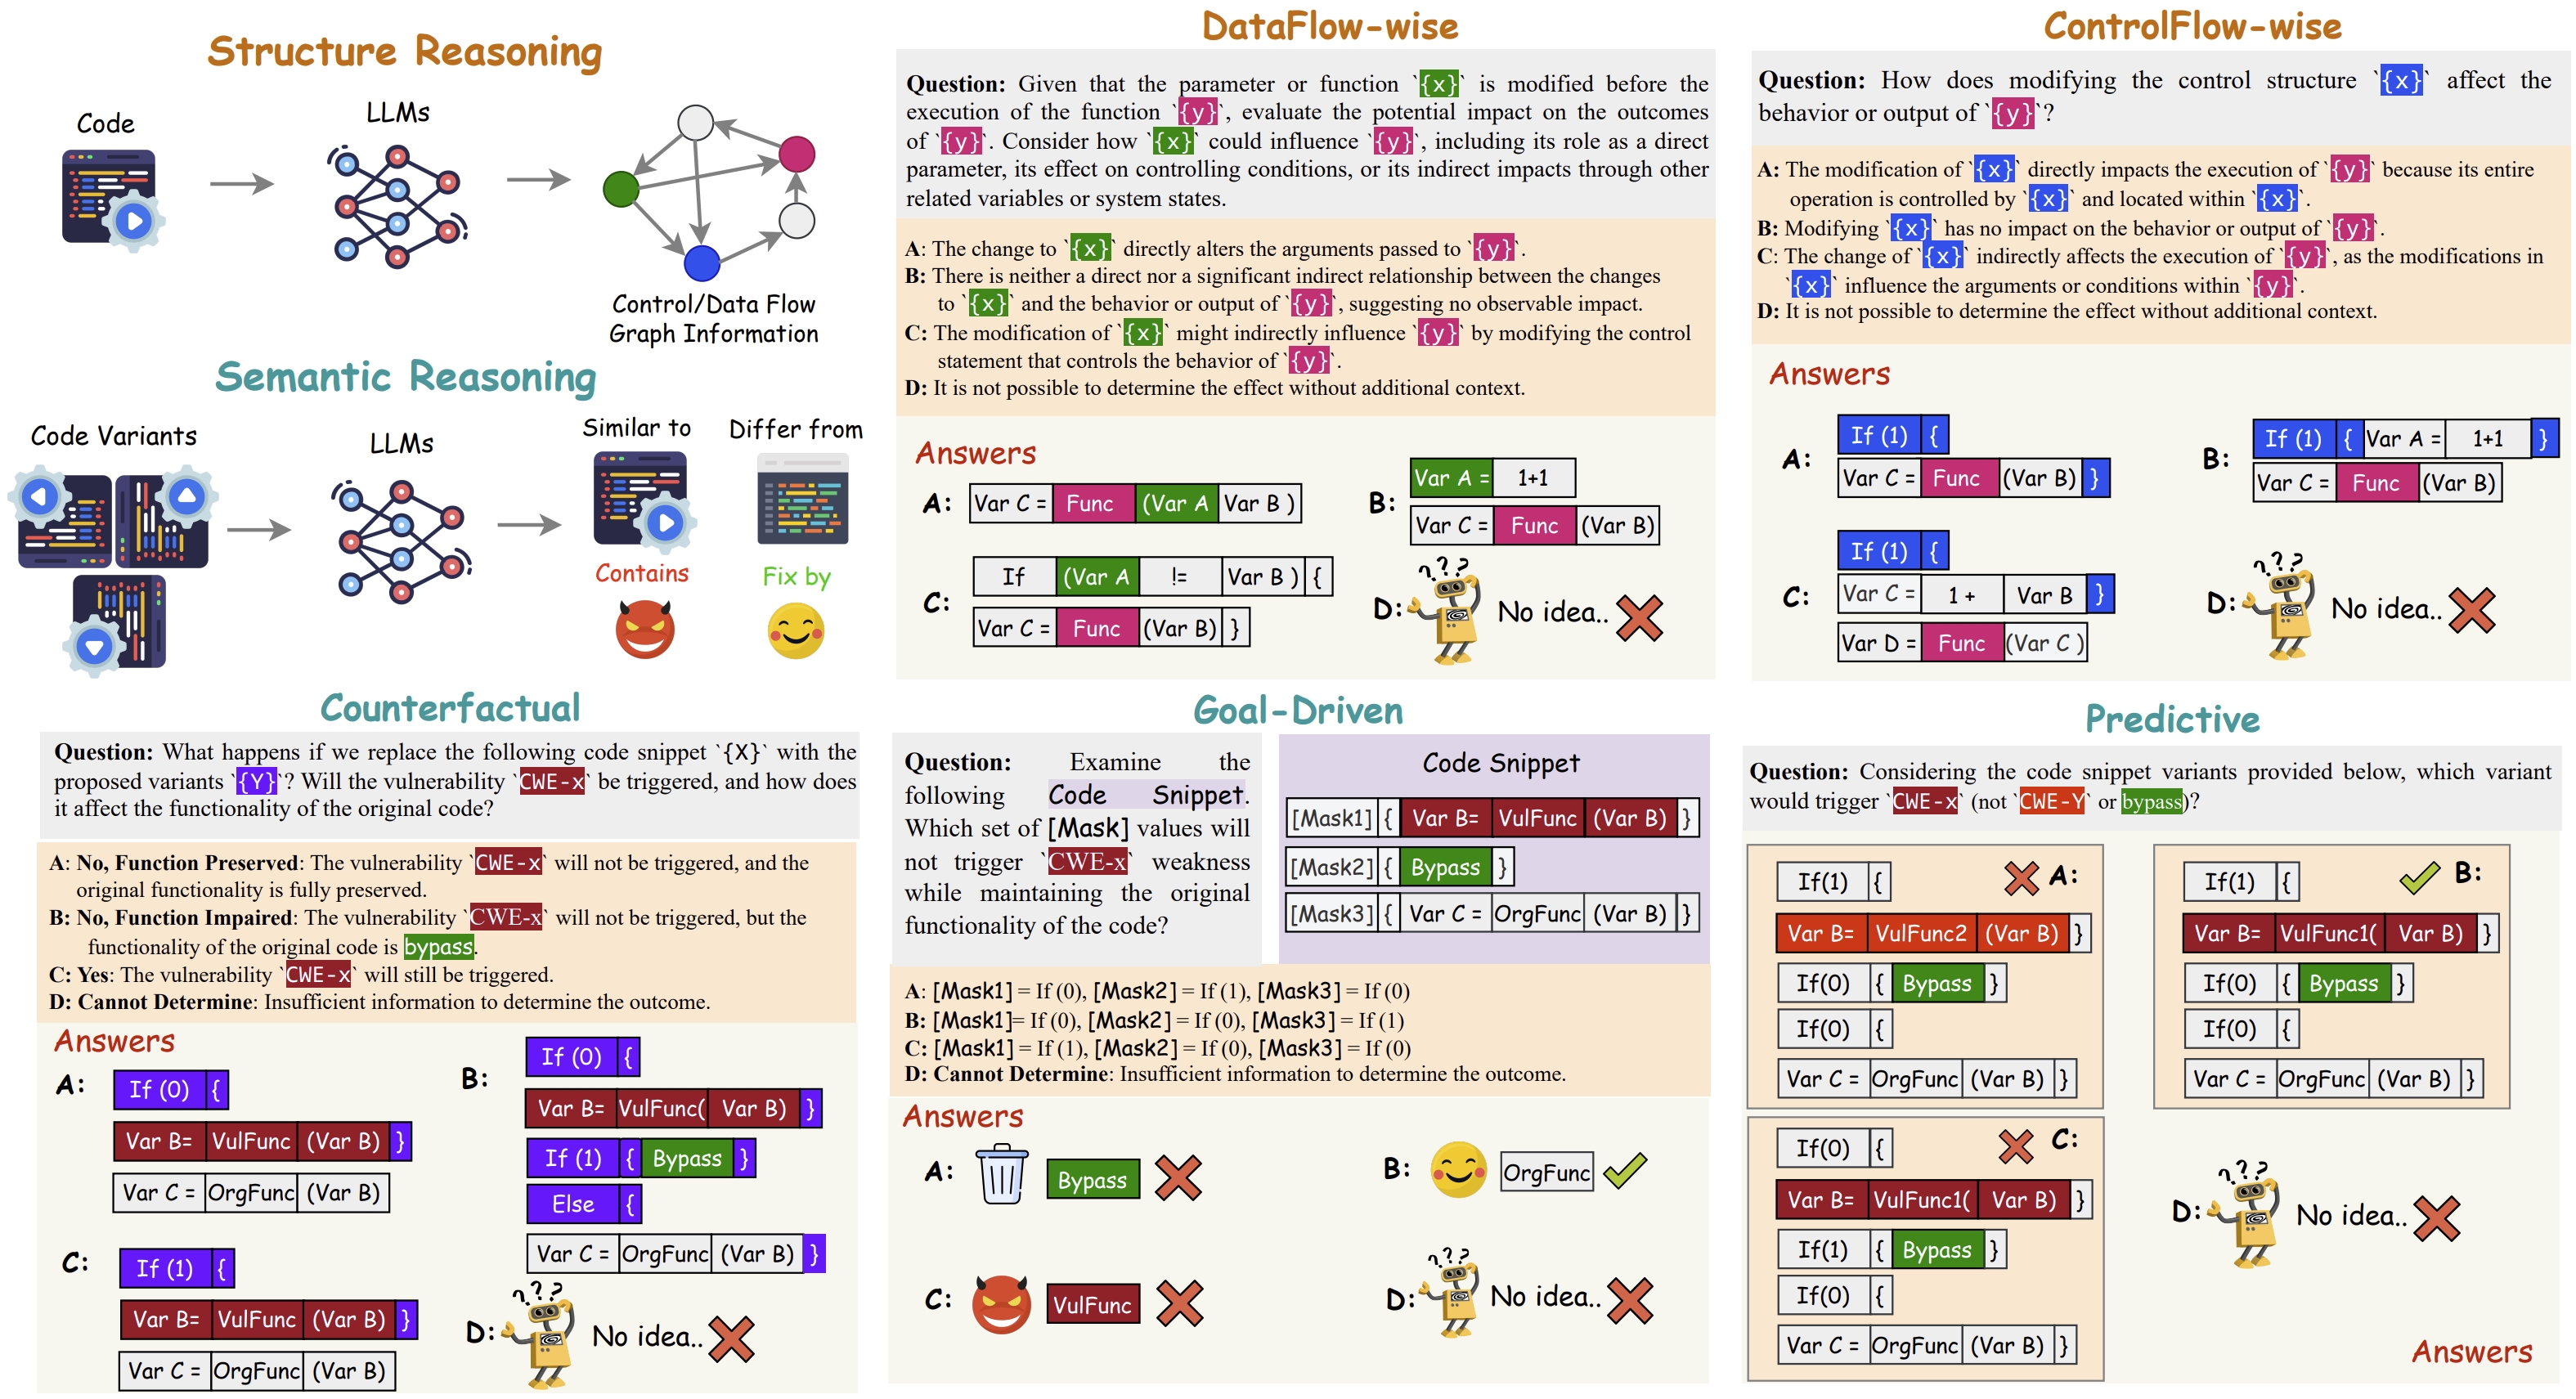 Structure Reasoning
Code
LLMs
Control/Data Flow
Graph Information
Semantic Reasoning
Code Variants
LLMs
Similar to
Differ from
Contains
Fix by
DataFlow-wise
Question: Given that the parameter or function `{x}` is modified before the
execution of the function `{y}`, evaluate the potential impact on the outcomes
of `{y}`. Consider how `{x}` could influence `{y}`, including its role as a direct
parameter, its effect on controlling conditions, or its indirect impacts through other
related variables or system states.
A: The change to `{x}` directly alters the arguments passed to `{y}`.
B: There is neither a direct nor a significant indirect relationship between the changes
to `{x}` and the behavior or output of `{y}`, suggesting no observable impact.
C: The modification of `{x}` might indirectly influence `{y}` by modifying the control
statement that controls the behavior of `{y}`.
D: It is not possible to determine the effect without additional context.
Answers
A: Var C = Func (Var A Var B )
B: Var A = 1+1
Var C = Func (Var B)
C: If (Var A != Var B ) {
Var C = Func (Var B) }
D: ??? No idea..
ControlFlow-wise
Question: How does modifying the control structure `{x}` affect the
behavior or output of `{y}`?
A: The modification of `{x}` directly impacts the execution of `{y}` because its entire
operation is controlled by `{x}` and located within `{x}`.
B: Modifying `{x}` has no impact on the behavior or output of `{y}`.
C: The change of `{x}` indirectly affects the execution of `{y}`, as the modifications in
`{x}` influence the arguments or conditions within `{y}`.
D: It is not possible to determine the effect without additional context.
Answers
A: If (1) {
Var C = Func (Var B) }
B: If (1) { Var A = 1+1 }
Var C = Func (Var B)
C: If (1) {
Var C = 1 + Var B }
Var D = Func (Var C )
D: ??? No idea..
Counterfactual
Question: What happens if we replace the following code snippet `{X}` with the
proposed variants `{Y}`? Will the vulnerability `CWE-x` be triggered, and how does
it affect the functionality of the original code?
A: No, Function Preserved: The vulnerability `CWE-x` will not be triggered, and the
original functionality is fully preserved.
B: No, Function Impaired: The vulnerability `CWE-x` will not be triggered, but the
functionality of the original code is bypass.
C: Yes: The vulnerability `CWE-x` will still be triggered.
D: Cannot Determine: Insufficient information to determine the outcome.
Answers
A: If (0) {
Var B= VulFunc (Var B) }
Var C = OrgFunc (Var B)
B: If (0) {
Var B= VulFunc( Var B) }
If (1) { Bypass }
Else {
Var C = OrgFunc (Var B) }
C: If (1) {
Var B= VulFunc (Var B) }
Var C = OrgFunc (Var B)
D: ??? No idea..
Goal-Driven
Question: Examine the
following Code Snippet.
Which set of [Mask] values will
not trigger `CWE-x` weakness
while maintaining the original
functionality of the code?
Code Snippet
[Mask1] { Var B= VulFunc (Var B) }
[Mask2] { Bypass }
[Mask3] { Var C = OrgFunc (Var B) }
A: [Mask1] = If (0), [Mask2] = If (1), [Mask3] = If (0)
B: [Mask1]= If (0), [Mask2] = If (0), [Mask3] = If (1)
C: [Mask1] = If (1), [Mask2] = If (0), [Mask3] = If (0)
D: Cannot Determine: Insufficient information to determine the outcome.
Answers
A: Bypass
B: OrgFunc
C: VulFunc
D: ??? No idea..
Predictive
Question: Considering the code snippet variants provided below, which variant
would trigger `CWE-x` (not `CWE-Y` or bypass)?
A:
If(1) {
Var B= VulFunc2 (Var B) }
If(0) { Bypass }
If(0) {
Var C = OrgFunc (Var B) }
B:
If(1) {
Var B= VulFunc1( Var B) }
If(0) { Bypass }
If(0) {
Var C = OrgFunc (Var B) }
C:
If(0) {
Var B= VulFunc1( Var B) }
If(1) { Bypass }
If(0) {
Var C = OrgFunc (Var B) }
D: ??? No idea..
Answers